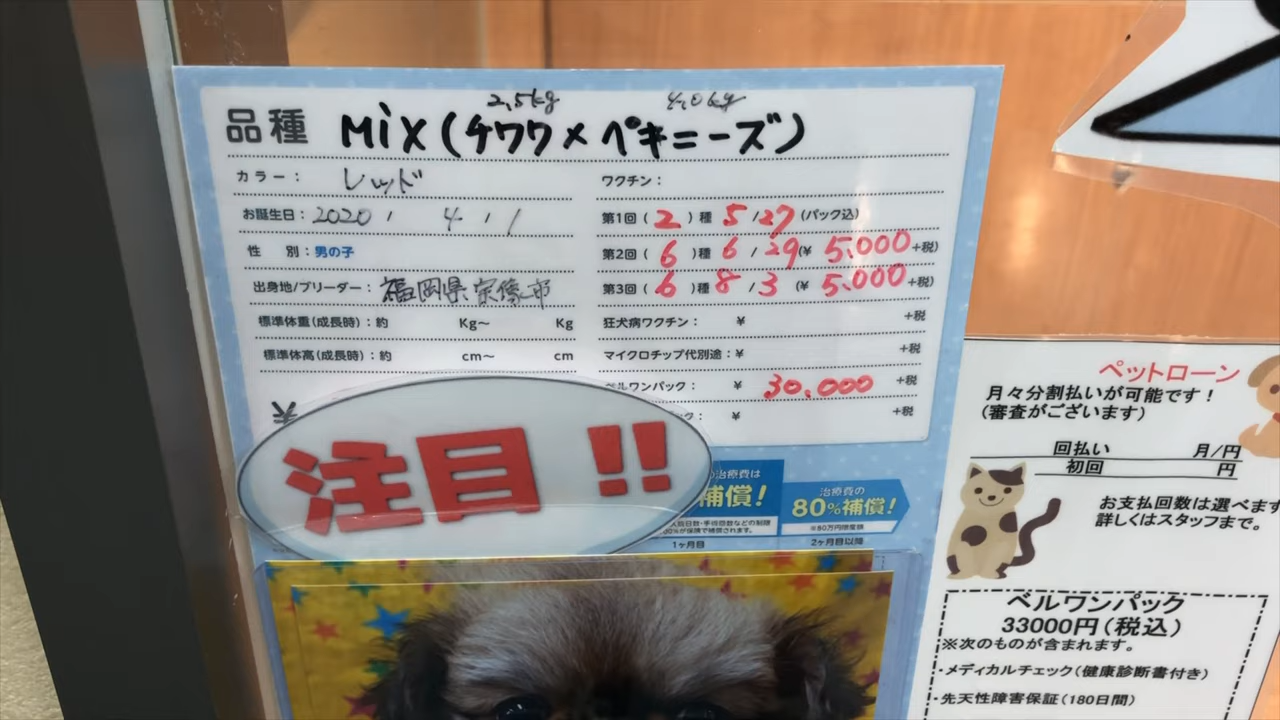 2.5kg 4.0kg
品種 MiX(チワワ×ペキニーズ)
カラー: レッド
お誕生日: 2020 / 4 / 1
性 別: 男の子
出身地/ブリーダー: 福岡県 宗像市
標準体重(成長時):約 Kg〜 Kg
標準体高(成長時):約 cm〜 cm
ワクチン:
第1回( 2 )種 5/27 (パック込)
第2回( 6 )種 6/29(¥ 5.000+税)
第3回( 6 )種 8/3 (¥ 5.000+税)
狂犬病ワクチン: ¥ +税
マイクロチップ代別途:¥ +税
ベルワンパック: ¥ 30.000 +税
ク: ¥ +税
注目!!
の治療費は
補償!
1ヶ月目
治療費の
80%補償!
※80万円限度額
2ヶ月目以降
ペットローン
月々分割払いが可能です!
(審査がございます)
回払い 月/円
初回 円
お支払回数は選べます
詳しくはスタッフまで。
ベルワンパック
33000円(税込)
※次のものが含まれます。
・メディカルチェック(健康診断書付き)
・先天性障害保証(180日間)